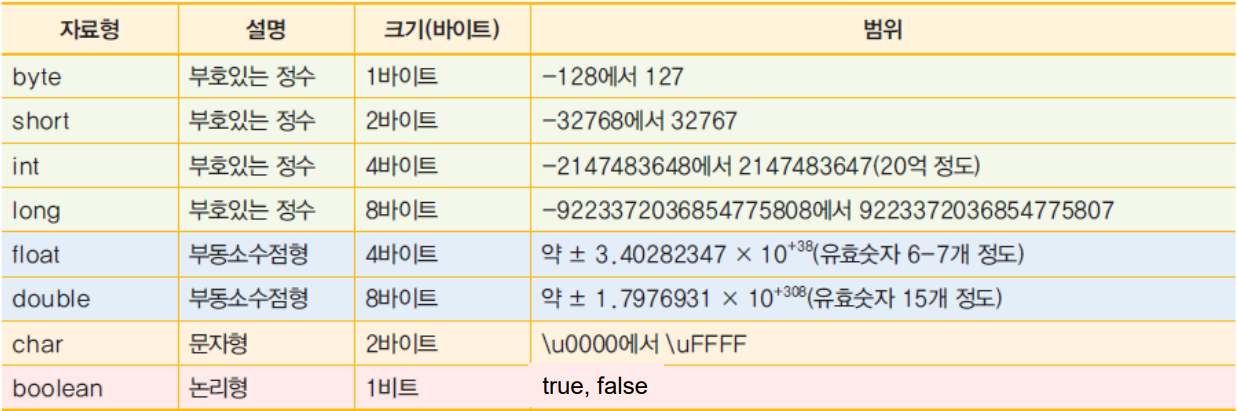 자료형 설명 크기(바이트) 범위
byte 부호있는 정수 1바이트 -128에서 127
short 부호있는 정수 2바이트 -32768에서 32767
int 부호있는 정수 4바이트 -2147483648에서 2147483647(20억 정도)
long 부호있는 정수 8바이트 -9223372036854775808에서 9223372036854775807
float 부동소수점형 4바이트 약 ± 3.40282347 × 10⁺³⁸(유효숫자 6-7개 정도)
double 부동소수점형 8바이트 약 ± 1.7976931 × 10⁺³⁰⁸(유효숫자 15개 정도)
char 문자형 2바이트 \u0000에서 \uFFFF
boolean 논리형 1비트 true, false